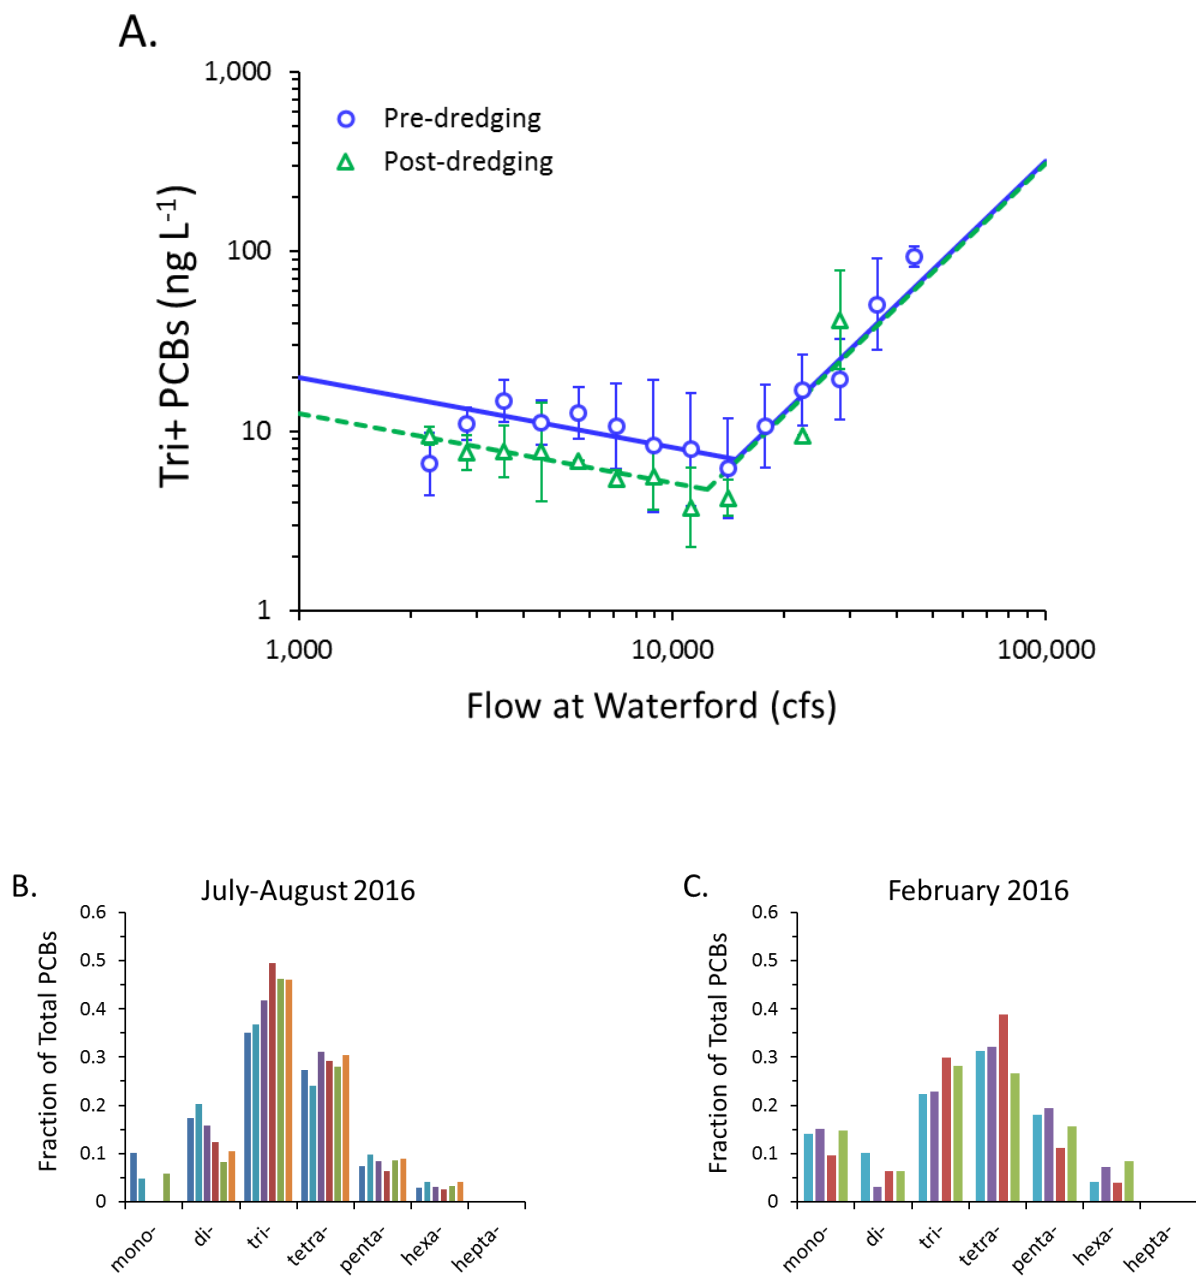 A.
1,000
Pre-dredging
Post-dredging
100
10
1
Tri+ PCBs (ng L⁻¹)
1,000 10,000 100,000
Flow at Waterford (cfs)
B.
July-August 2016
0.6
0.5
0.4
0.3
0.2
0.1
0
Fraction of Total PCBs
mono- di- tri- tetra- penta- hexa- hepta-
C.
February 2016
0.6
0.5
0.4
0.3
0.2
0.1
0
Fraction of Total PCBs
mono- di- tri- tetra- penta- hexa- hepta-